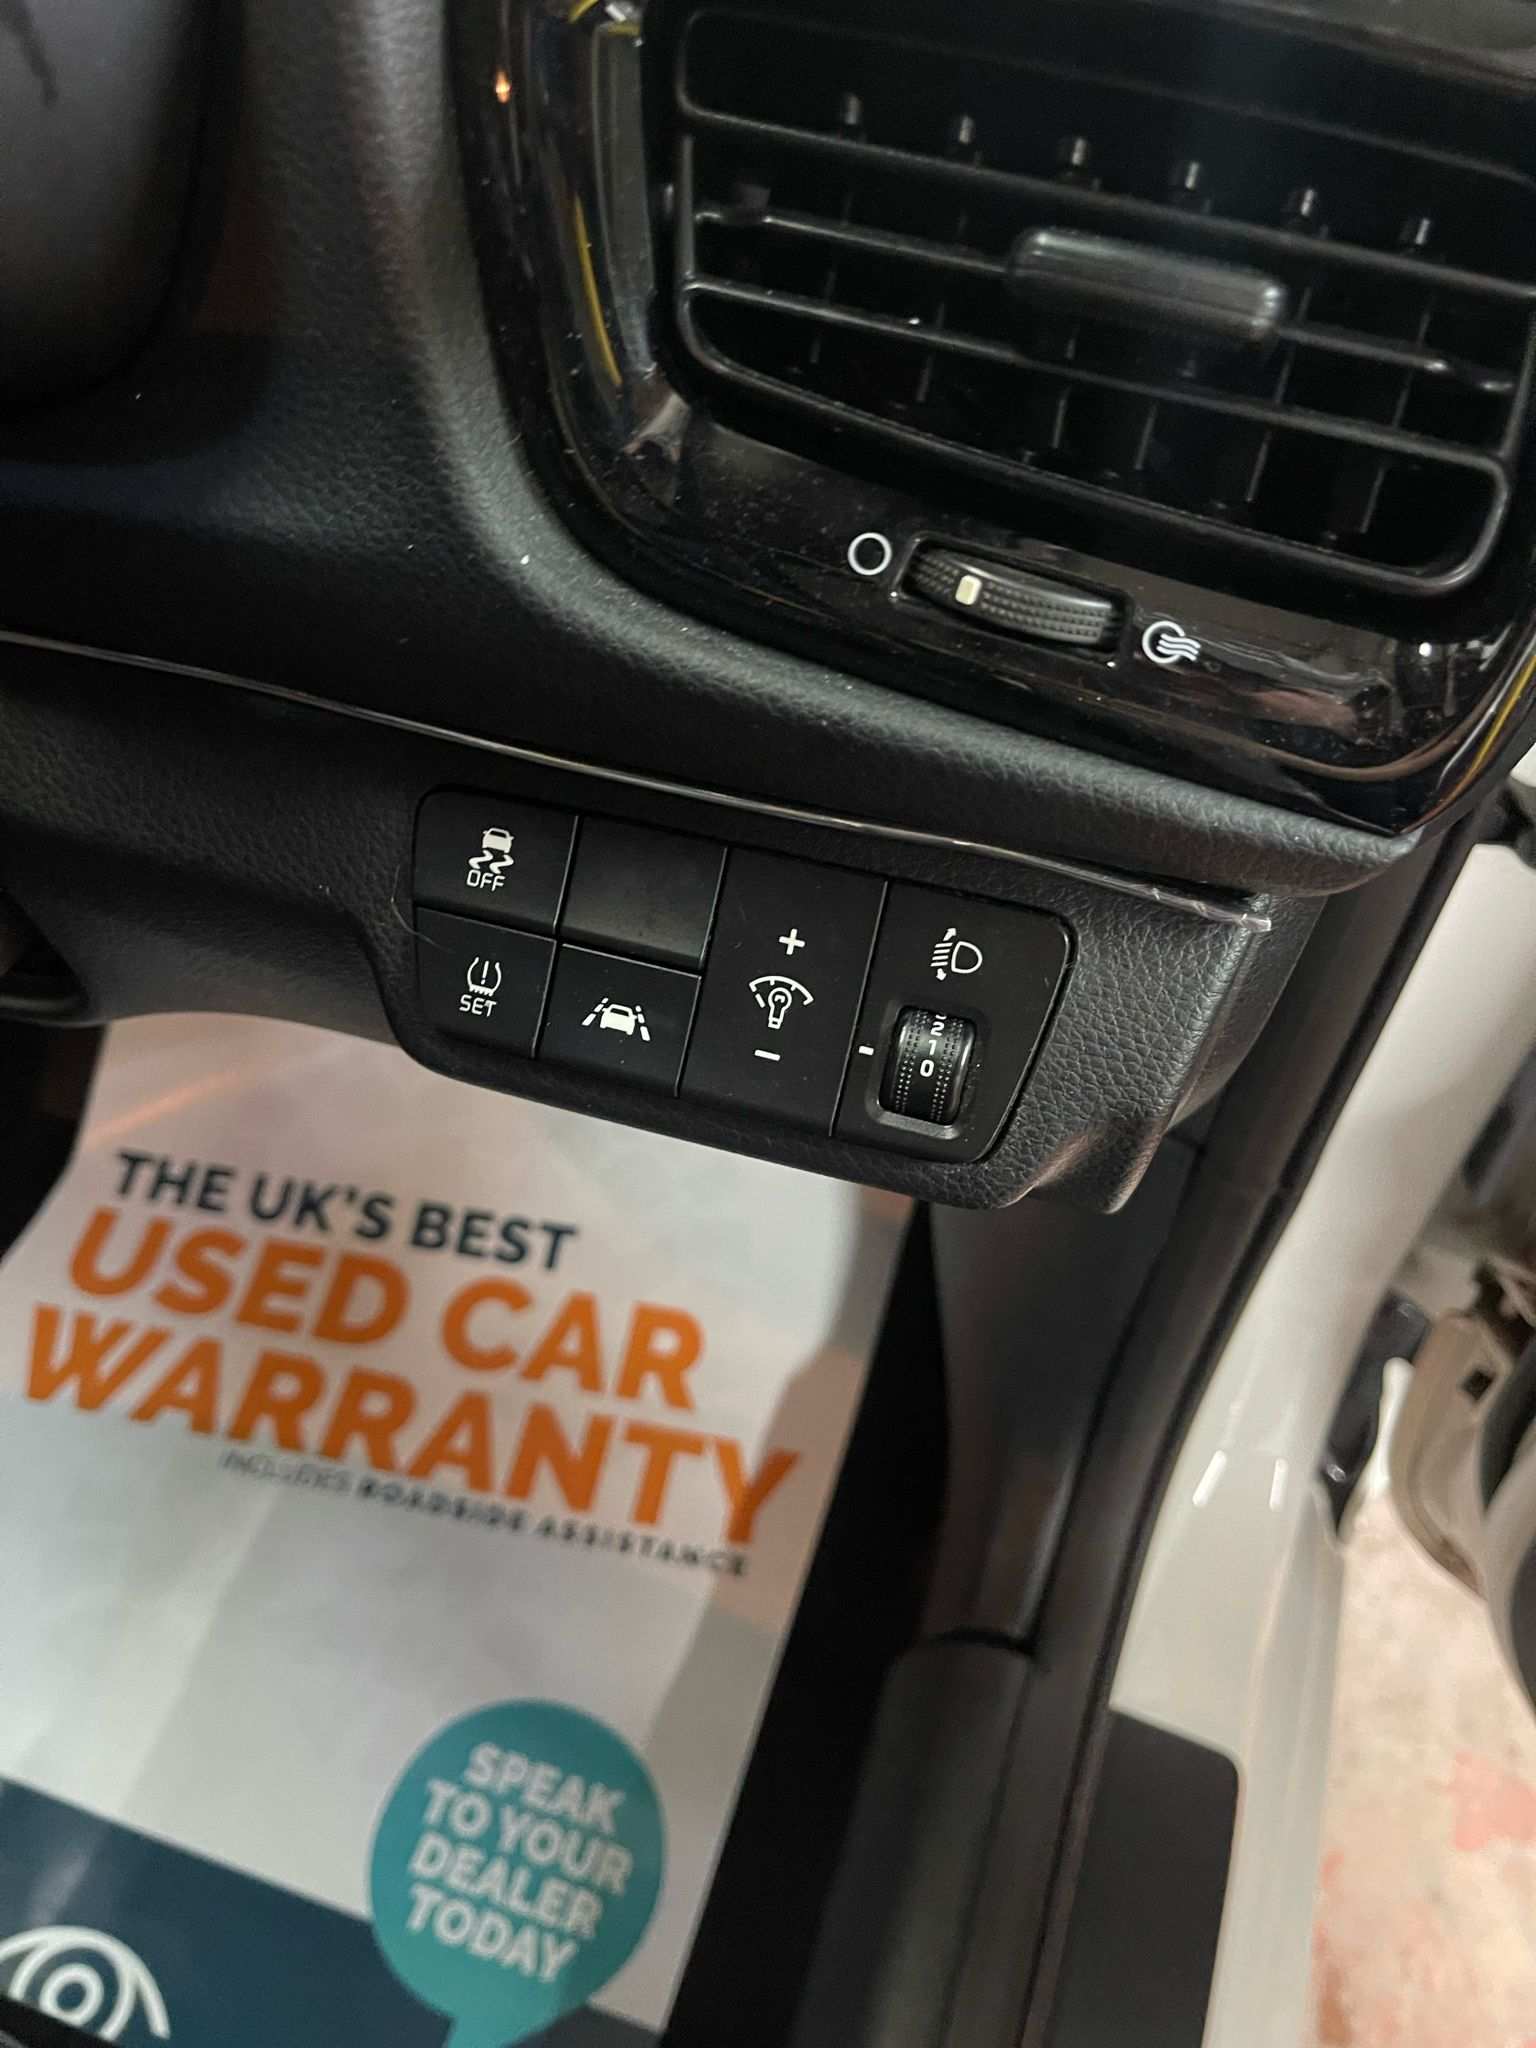 OFF
SET
+
-
2
1
0
THE UK'S BEST
USED CAR
WARRANTY
INCLUDES ROADSIDE ASSISTANCE
SPEAK
TO YOUR
DEALER
TODAY